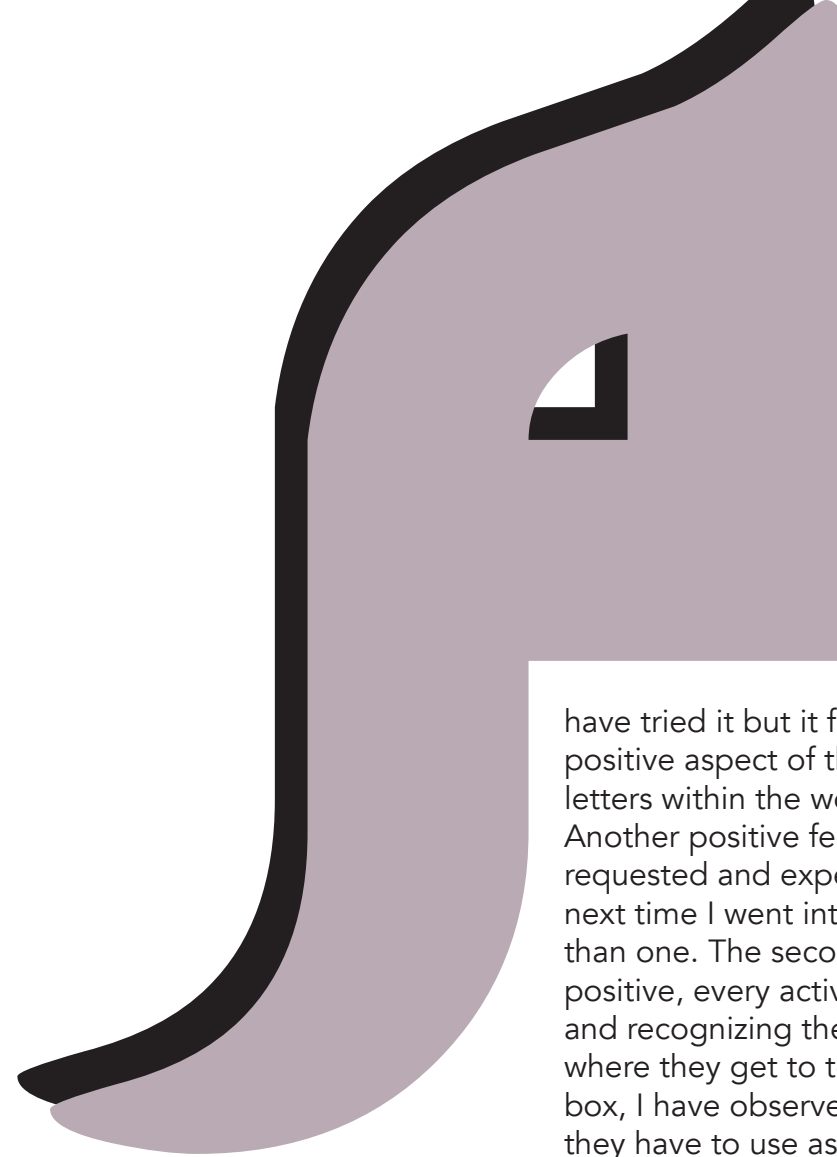 have tried it but it f
positive aspect of t
letters within the w
Another positive fe
requested and exp
next time I went int
than one. The seco
positive, every activ
and recognizing the
where they get to t
box, I have observe
they have to use as